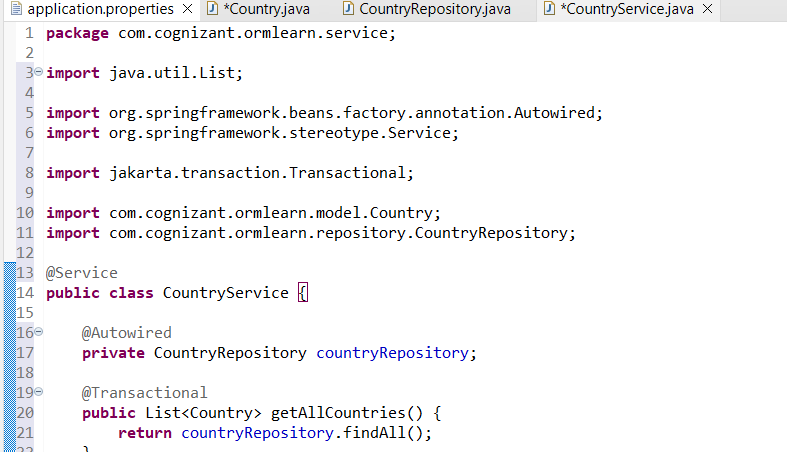 application.properties *Country.java CountryRepository.java *CountryService.java
1 package com.cognizant.ormlearn.service;
2
3 import java.util.List;
4
5 import org.springframework.beans.factory.annotation.Autowired;
6 import org.springframework.stereotype.Service;
7
8 import jakarta.transaction.Transactional;
9
10 import com.cognizant.ormlearn.model.Country;
11 import com.cognizant.ormlearn.repository.CountryRepository;
12
13 @Service
14 public class CountryService {
15
16 @Autowired
17 private CountryRepository countryRepository;
18
19 @Transactional
20 public List<Country> getAllCountries() {
21 return countryRepository.findAll();
22 }